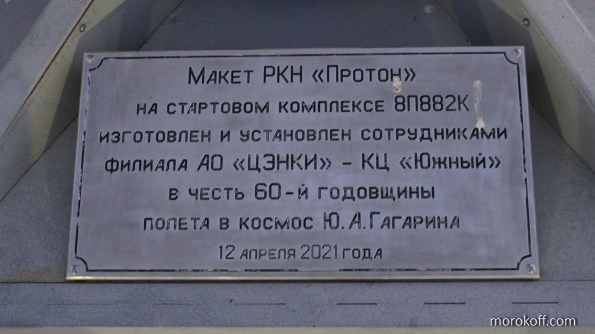 Макет РКН «Протон»
на стартовом комплексе 8П882К
изготовлен и установлен сотрудниками
филиала АО «ЦЭНКИ» – КЦ «Южный»
в честь 60-й годовщины
полета в космос Ю.А.Гагарина
12 апреля 2021 года
morokoff.com